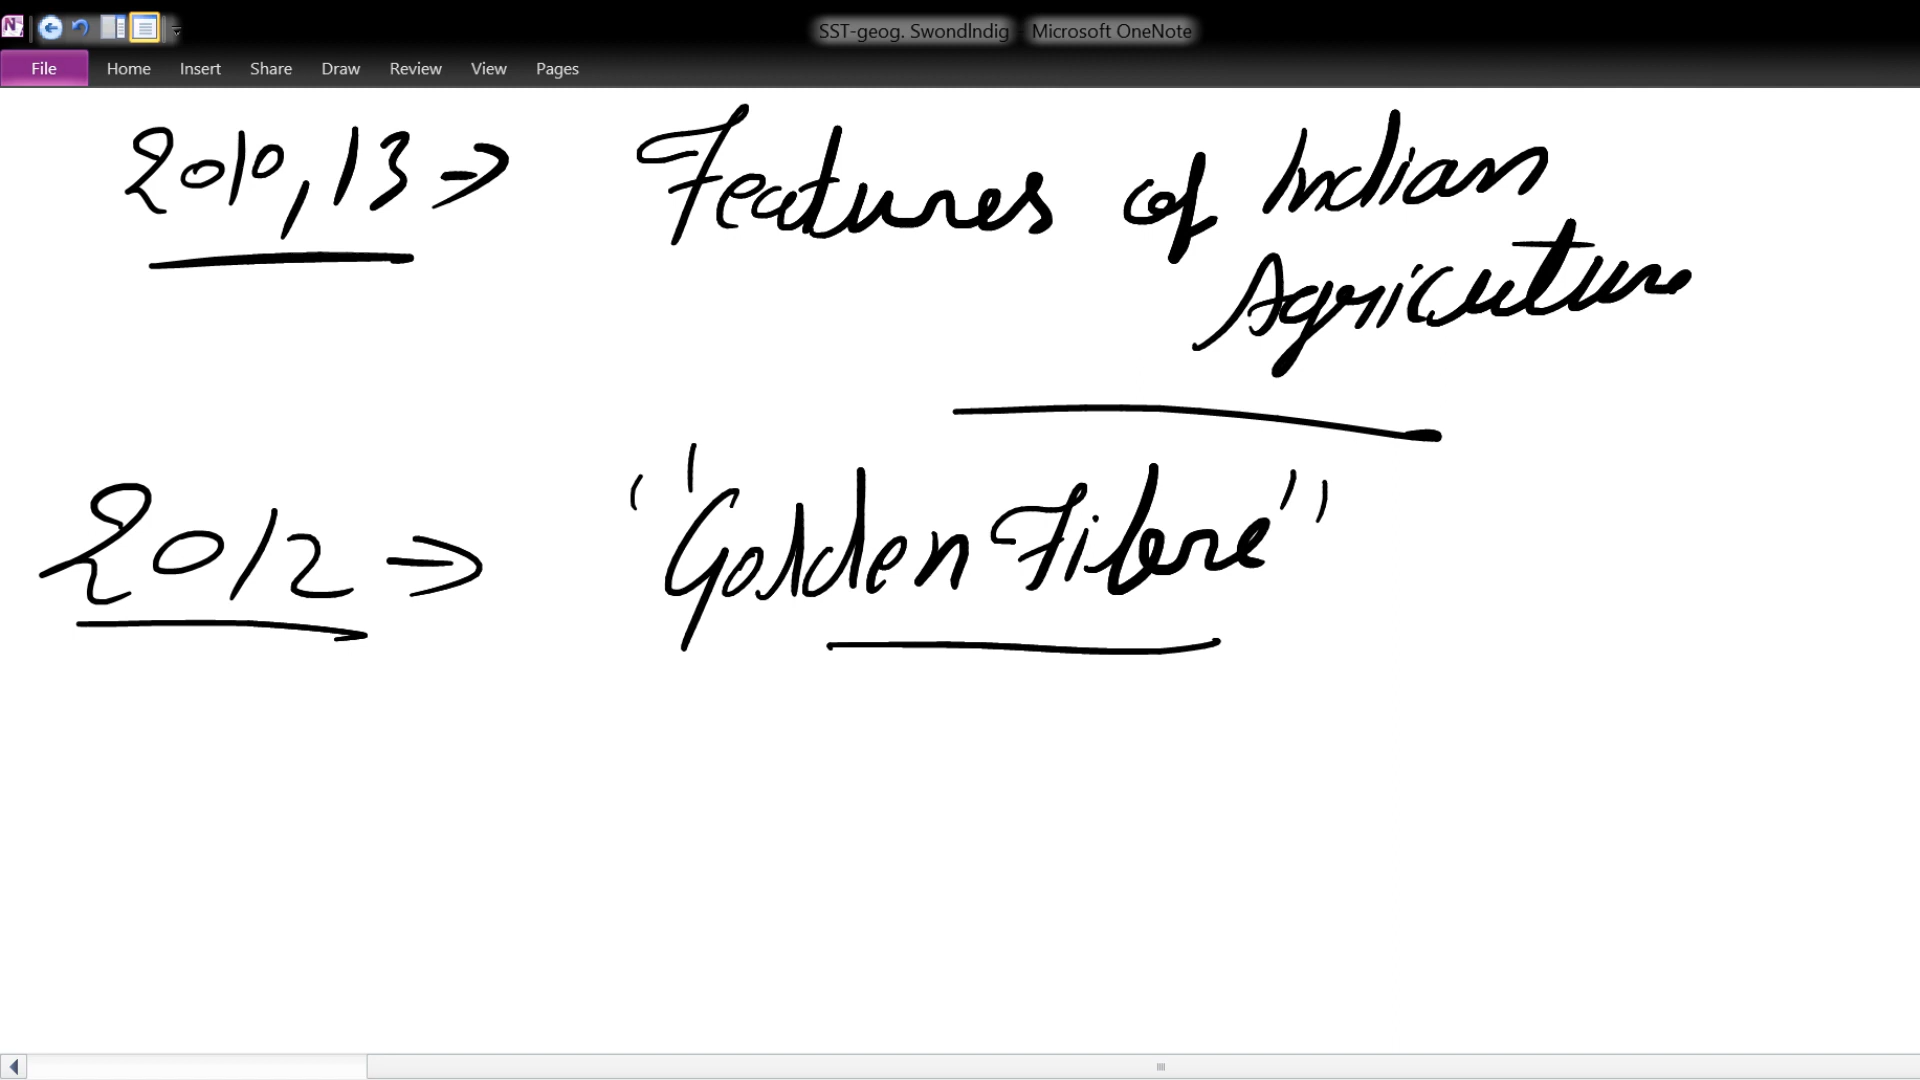 SST-geog. SwondIndig - Microsoft OneNote
File Home Insert Share Draw Review View Pages
2010, 13 ⇒ Features of Indian
Agricuture
2012 ⇒ "Golden Fibre"